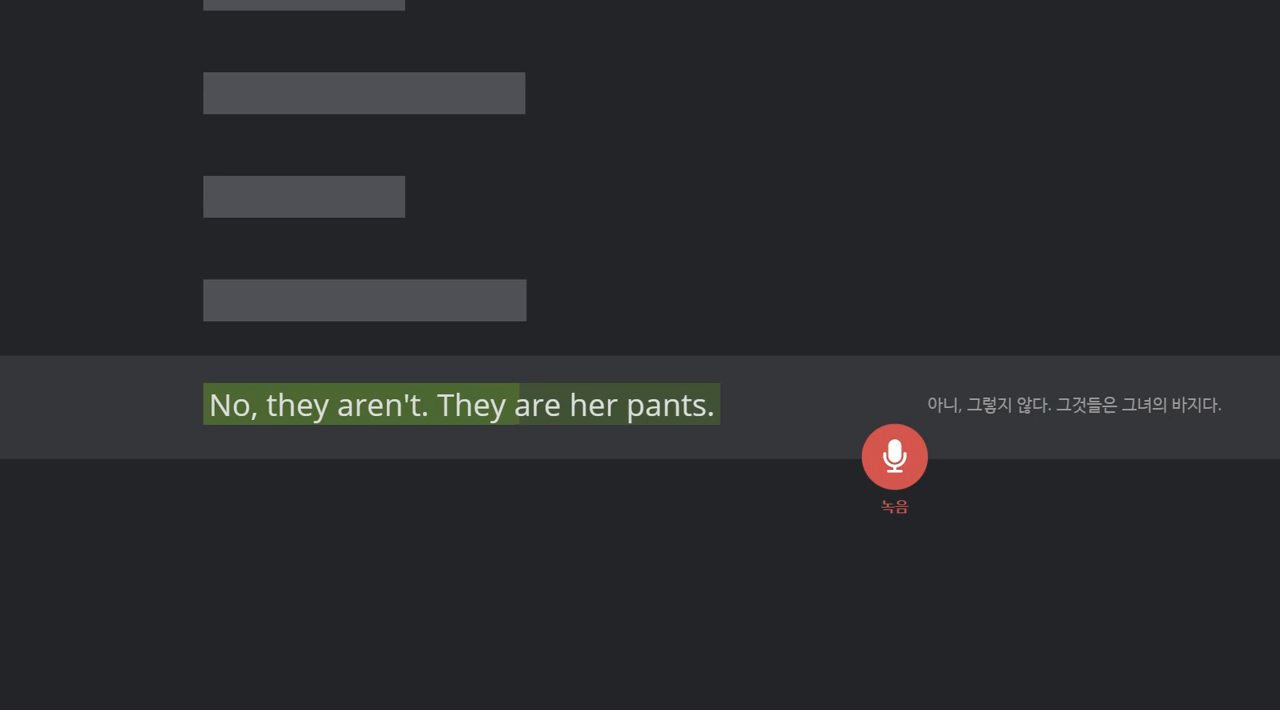 No, they aren't. They are her pants.
아니, 그렇지 않다. 그것들은 그녀의 바지다.
녹음